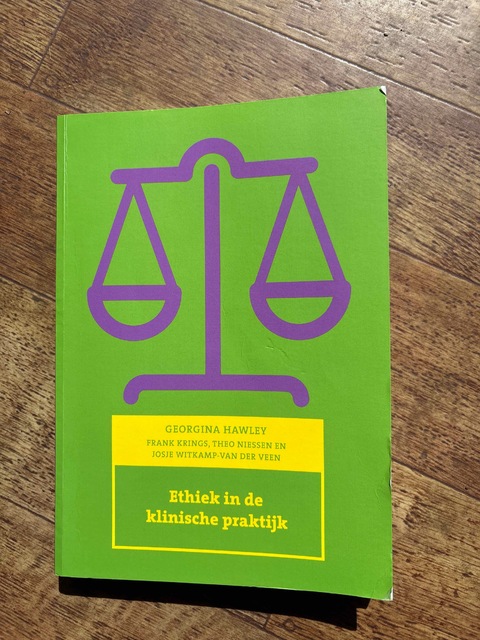 GEORGINA HAWLEY
FRANK KRINGS, THEO NIESSEN EN
JOSJE WITKAMP-VAN DER VEEN
Ethiek in de
klinische praktijk